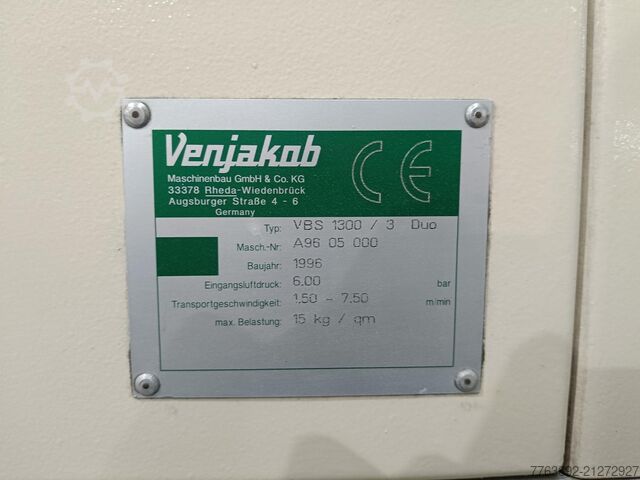 Venjakob
Maschinenbau GmbH & Co. KG
33378 Rheda-Wiedenbrück
Augsburger Straße 4 - 6
Germany
CE
Typ: VBS 1300 / 3 Duo
Masch.-Nr: A96 05 000
Baujahr: 1996
Eingangsluftdruck: 6.00 bar
Transportgeschwindigkeit: 1.50 - 7.50 m/min
max. Belastung: 15 kg / qm